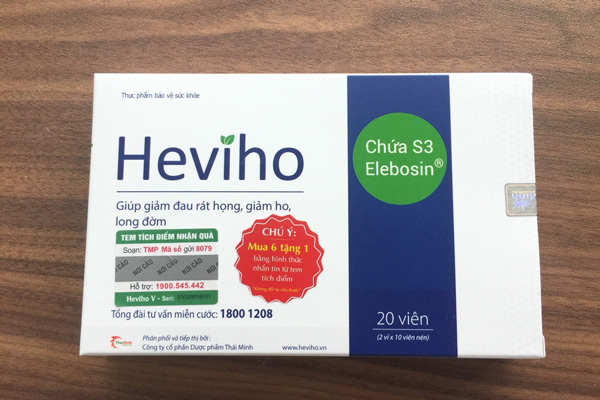 Thực phẩm bảo vệ sức khỏe
Heviho
Giúp giảm đau rát họng, giảm ho,
long đờm
TEM TÍCH ĐIỂM NHẬN QUÀ
Soạn: TMP Mã số gửi 8079
NƠI CÀO
Hỗ trợ: 1900.545.442
Heviho V - Seri:
CHÚ Ý:
Mua 6 tặng 1
bằng hình thức
nhắn tin từ tem
tích điểm
Tổng đài tư vấn miễn cước: 1800 1208
Phân phối và tiếp thị bởi:
Công ty cổ phần Dược phẩm Thái Minh
www.heviho.vn
Chứa S3
Elebosin®
20 viên
(2 vỉ x 10 viên nén)